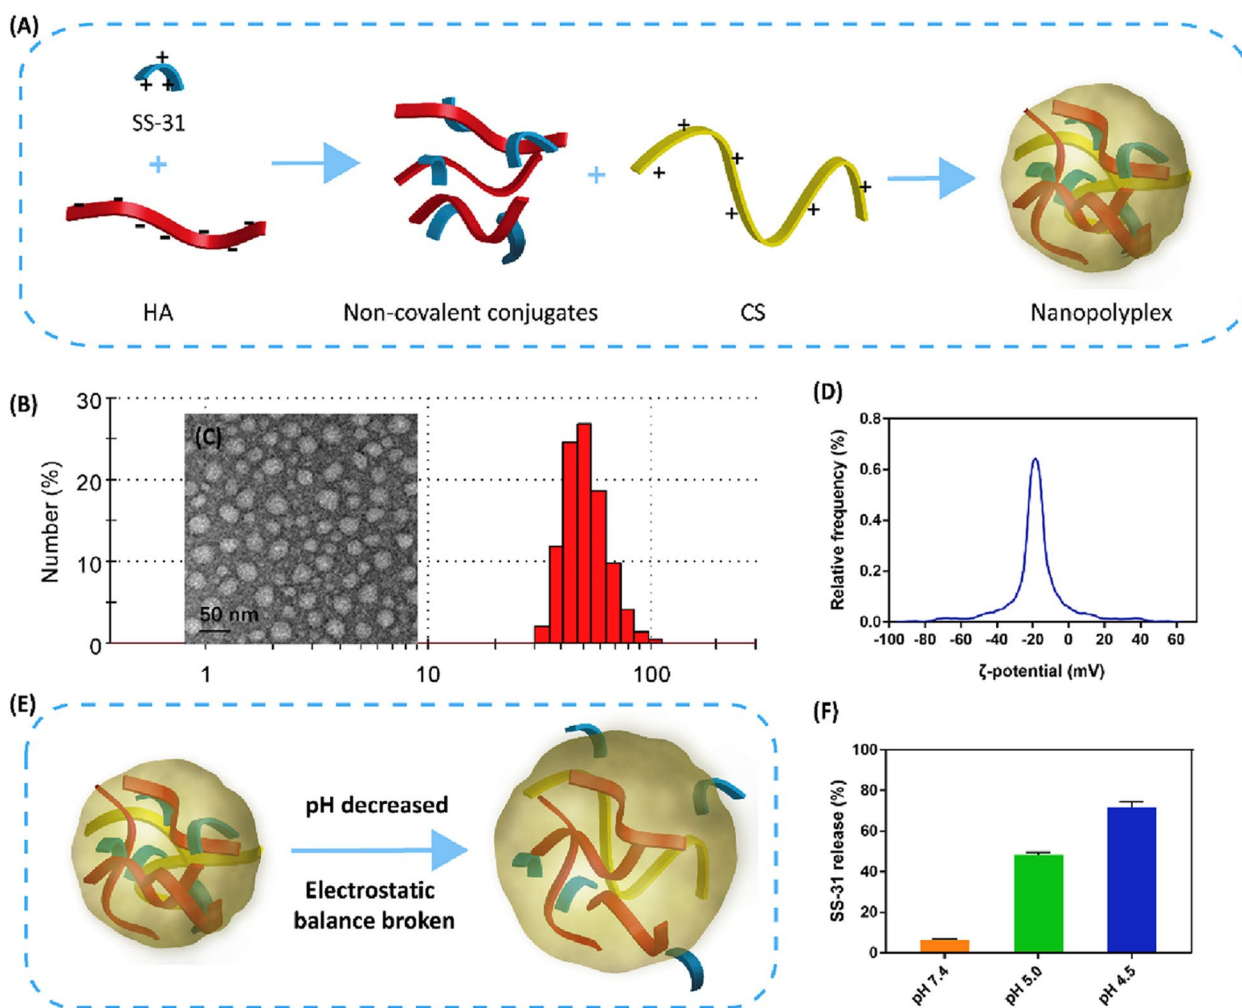 (A)
+
+ +
SS-31
+
HA
Non-covalent conjugates
+
+
+
+
+
+
+
CS
Nanopolyplex
(B)
Number (%)
30
20
10
0
1
10
100
(C)
50 nm
(D)
Relative frequency (%)
0.8
0.6
0.4
0.2
0.0
-100 -80 -60 -40 -20 0 20 40 60
ζ-potential (mV)
(E)
pH decreased
Electrostatic
balance broken
(F)
SS-31 release (%)
100
80
60
40
20
0
pH 7.4
pH 5.0
pH 4.5